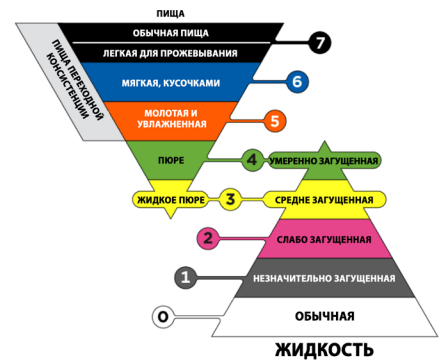 ПИЩА
ОБЫЧНАЯ ПИЩА
ЛЕГКАЯ ДЛЯ ПРОЖЕВЫВАНИЯ
7
ПИЩА ПЕРЕХОДНОЙ
КОНСИСТЕНЦИИ
МЯГКАЯ, КУСОЧКАМИ
6
МОЛОТАЯ И
УВЛАЖНЕННАЯ
5
ПЮРЕ
4
УМЕРЕННО ЗАГУЩЕННАЯ
ЖИДКОЕ ПЮРЕ
3
СРЕДНЕ ЗАГУЩЕННАЯ
2
СЛАБО ЗАГУЩЕННАЯ
1
НЕЗНАЧИТЕЛЬНО ЗАГУЩЕННАЯ
0
ОБЫЧНАЯ
ЖИДКОСТЬ